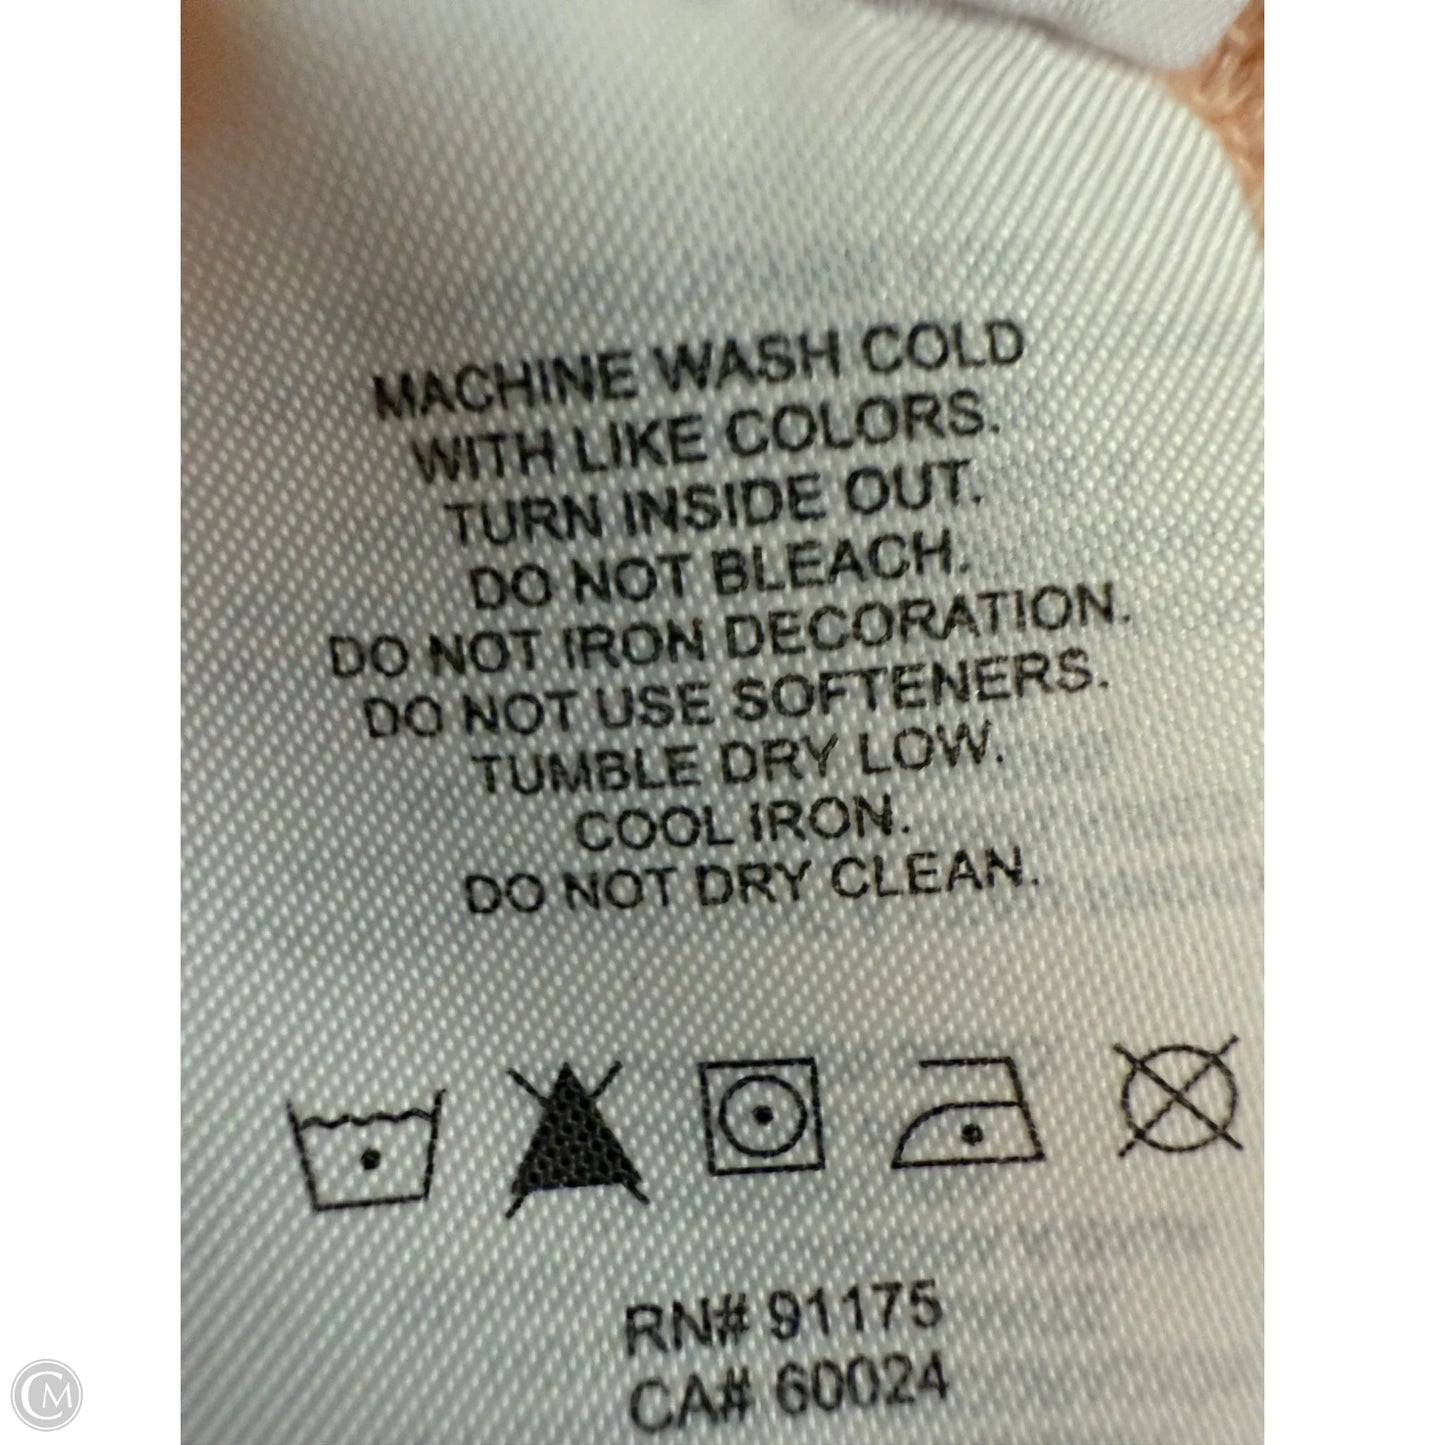 MACHINE WASH COLD
WITH LIKE COLORS.
TURN INSIDE OUT.
DO NOT BLEACH.
DO NOT IRON DECORATION.
DO NOT USE SOFTENERS.
TUMBLE DRY LOW.
COOL IRON.
DO NOT DRY CLEAN.
RN# 91175
CA# 60024
CM